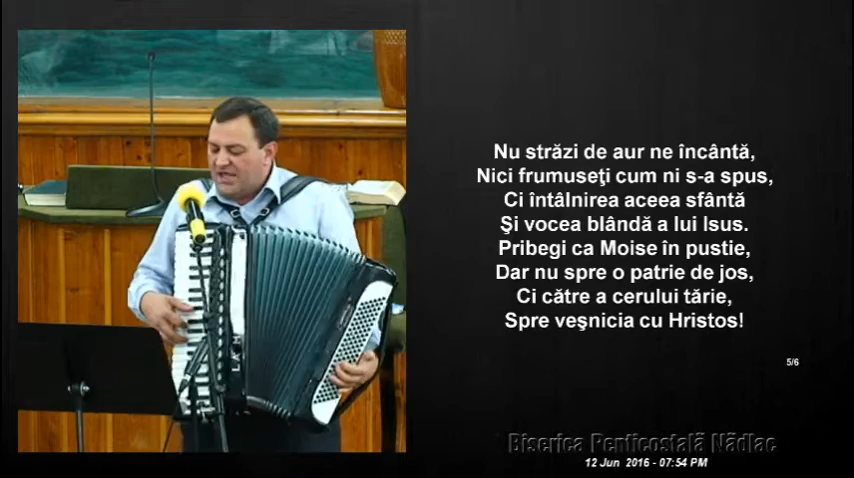 Nu străzi de aur ne încântă,
Nici frumuseţi cum ni s-a spus,
Ci întâlnirea aceea sfântă
Şi vocea blândă a lui Isus.
Pribegi ca Moise în pustie,
Dar nu spre o patrie de jos,
Ci către a cerului tărie,
Spre veşnicia cu Hristos!
5/6
Biserica Penticostală Nădlac
12 Jun 2016 - 07:54 PM